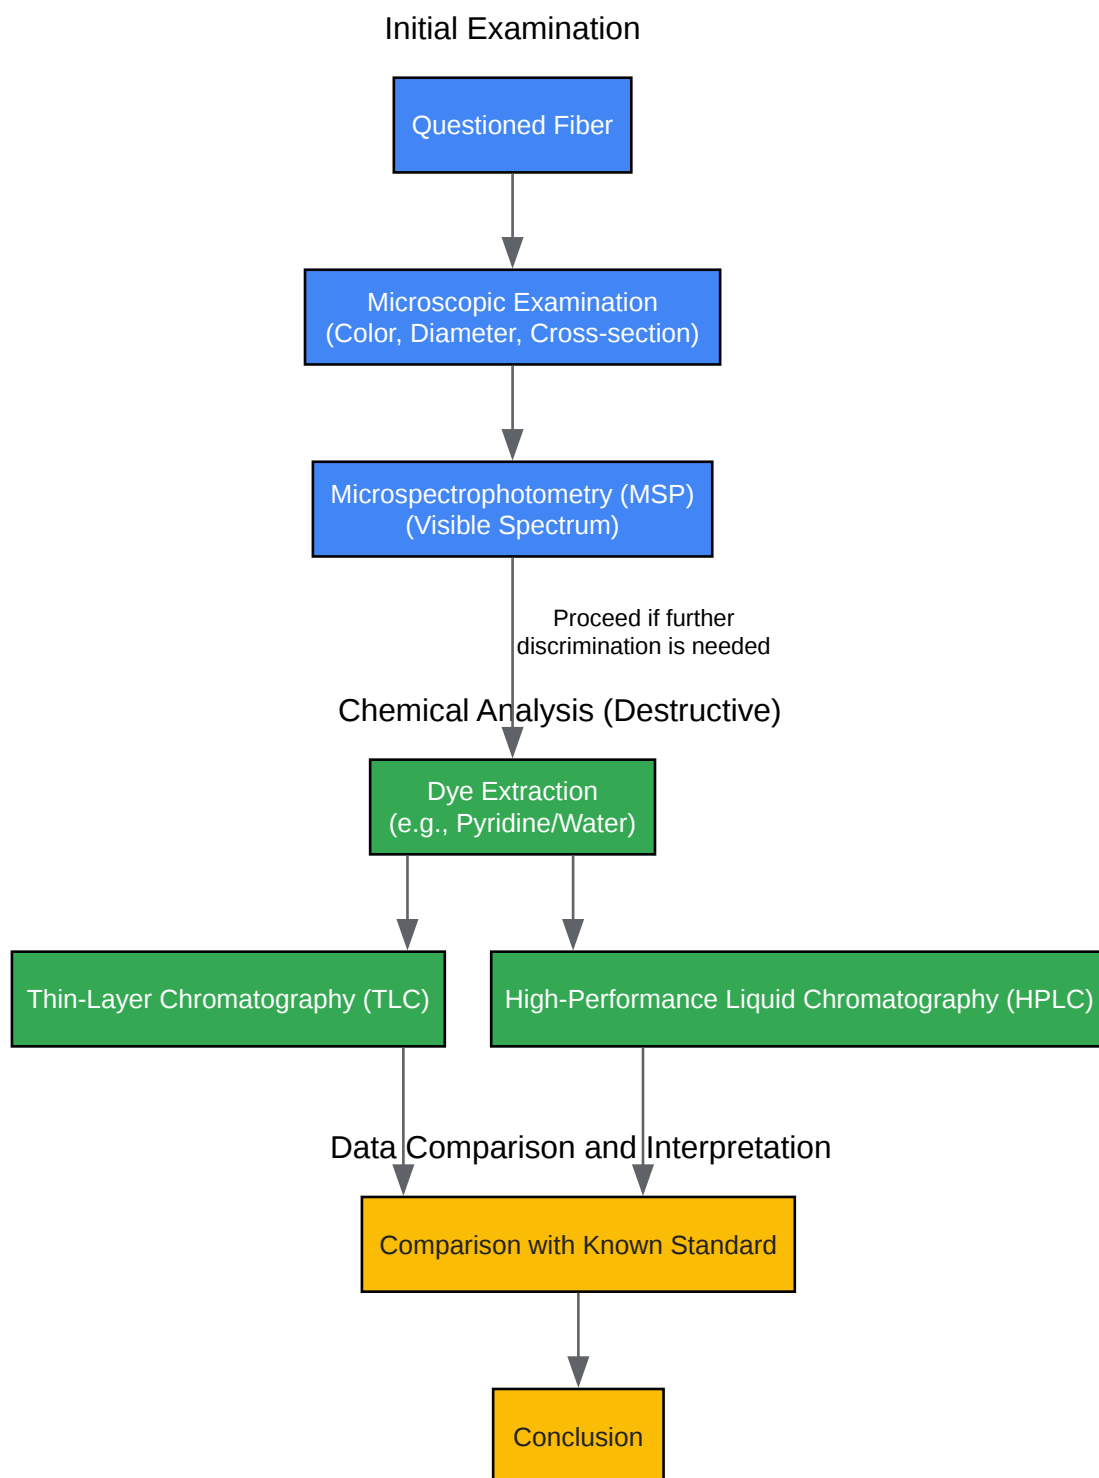 Initial Examination
Questioned Fiber
Microscopic Examination
(Color, Diameter, Cross-section)
Microspectrophotometry (MSP)
(Visible Spectrum)
Proceed if further
discrimination is needed
Chemical Analysis (Destructive)
Dye Extraction
(e.g., Pyridine/Water)
Thin-Layer Chromatography (TLC)
High-Performance Liquid Chromatography (HPLC)
Data Comparison and Interpretation
Comparison with Known Standard
Conclusion